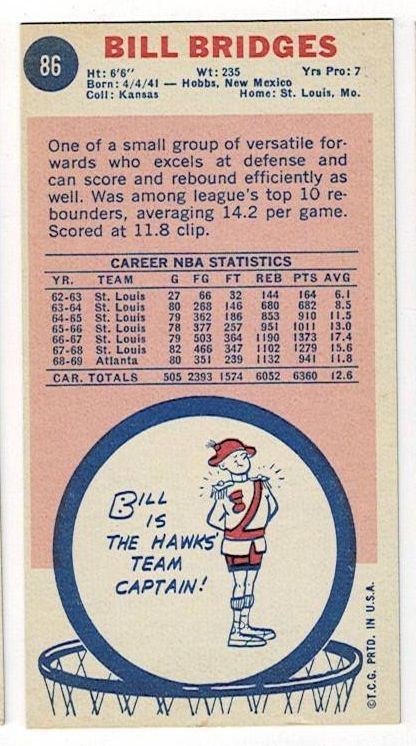 86
BILL BRIDGES
Ht: 6'6" Wt: 235 Yrs Pro: 7
Born: 4/4/41 — Hobbs, New Mexico
Coll: Kansas Home: St. Louis, Mo.
One of a small group of versatile for-
wards who excels at defense and
can score and rebound efficiently as
well. Was among league's top 10 re-
bounders, averaging 14.2 per game.
Scored at 11.8 clip.
CAREER NBA STATISTICS
YR. TEAM G FG FT REB PTS AVG
62-63 St. Louis 27 66 32 144 164 6.1
63-64 St. Louis 80 268 146 680 682 8.5
64-65 St. Louis 79 362 186 853 910 11.5
65-66 St. Louis 78 377 257 951 1011 13.0
66-67 St. Louis 79 503 364 1190 1373 17.4
67-68 St. Louis 82 466 347 1102 1279 15.6
68-69 Atlanta 80 351 239 1132 941 11.8
CAR. TOTALS 505 2393 1574 6052 6360 12.6
BILL
IS
THE HAWKS'
TEAM
CAPTAIN!
©T.C.G. PRTD. IN U.S.A.